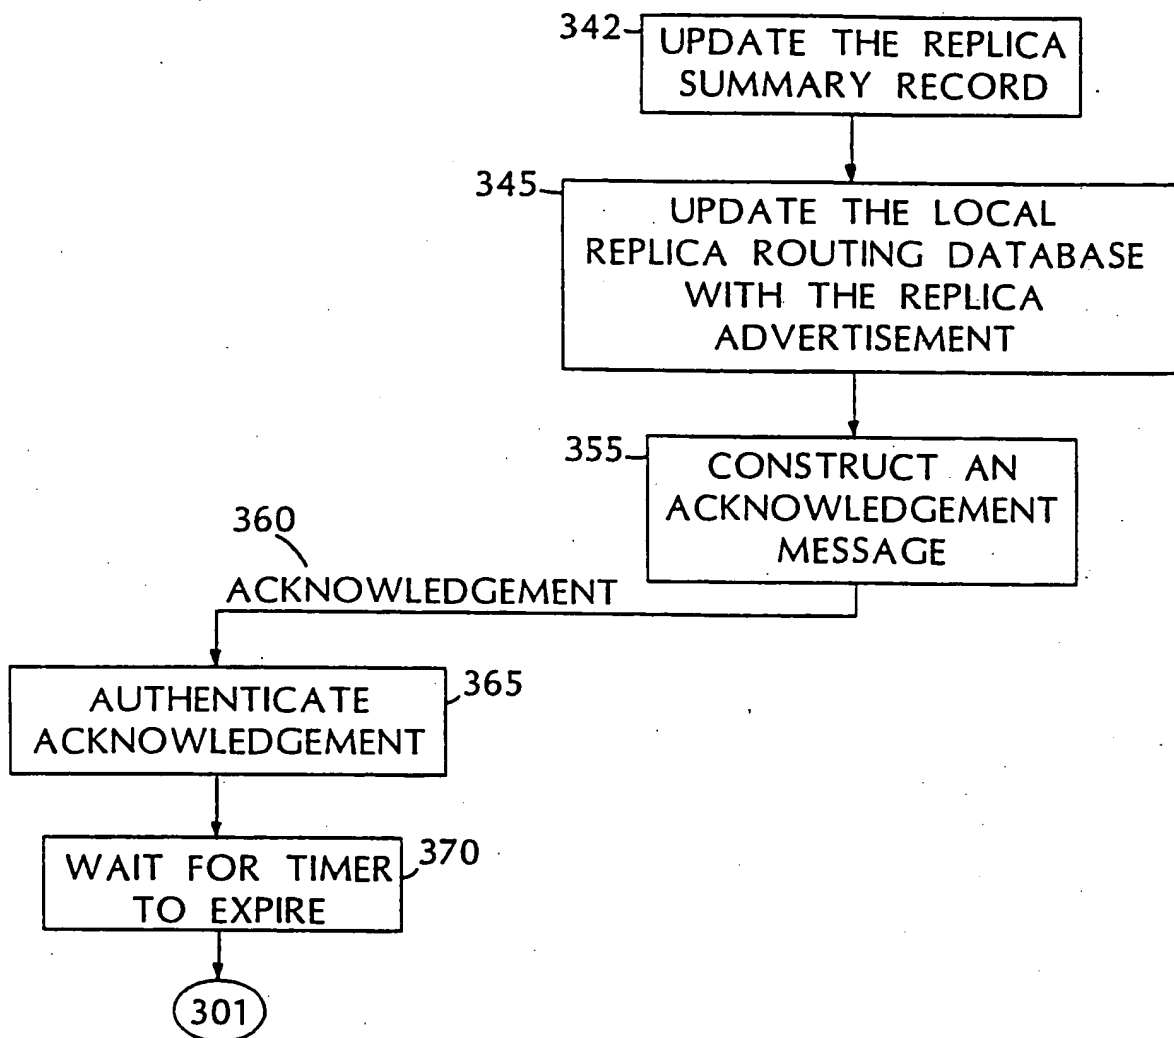 342
UPDATE THE REPLICA
SUMMARY RECORD
345
UPDATE THE LOCAL
REPLICA ROUTING DATABASE
WITH THE REPLICA
ADVERTISEMENT
355
CONSTRUCT AN
ACKNOWLEDGEMENT
MESSAGE
360
ACKNOWLEDGEMENT
365
AUTHENTICATE
ACKNOWLEDGEMENT
370
WAIT FOR TIMER
TO EXPIRE
301